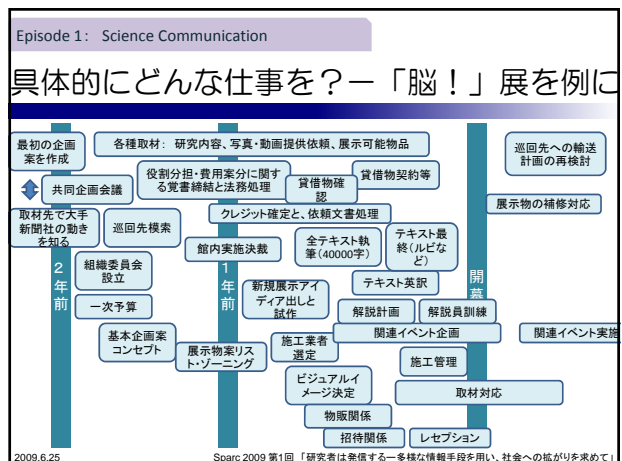 Episode 1: Science Communication
具体的にどんな仕事を?ー「脳!」展を例に
最初の企画
案を作成
各種取材: 研究内容、写真・動画提供依頼、展示可能物品
巡回先への輸送
計画の再検討
共同企画会議
役割分担・費用案分に関す
る覚書締結と法務処理
貸借物確
認
貸借物契約等
展示物の補修対応
取材先で大手
新聞社の動き
を知る
巡回先模索
クレジット確定と、依頼文書処理
館内実施決裁
全テキスト執
筆(40000字)
テキスト最
終(ルビな
ど)
2年前
組織委員会
設立
1年前
新規展示アイ
ディア出しと
試作
テキスト英訳
開幕
一次予算
解説計画
解説員訓練
基本企画案
コンセプト
展示物案リス
ト・ゾーニング
施工業者
選定
関連イベント企画
関連イベント実施
施工管理
ビジュアルイ
メージ決定
取材対応
物販関係
招待関係
レセプション
2009.6.25
Sparc 2009 第1回 「研究者は発信する―多様な情報手段を用い、社会への拡がりを求めて」